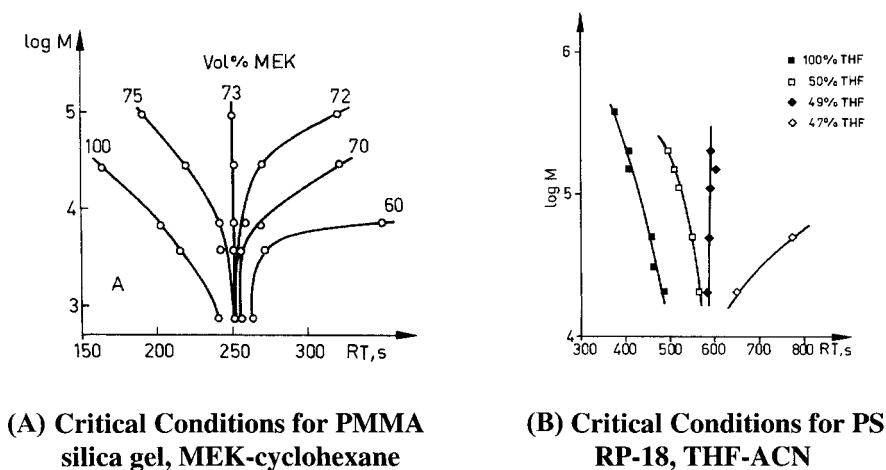 log M
Vol% MEK
75
73
72
100
70
60
5
4
3
A
150
200
250
300
RT,s
6
5
4
log M
■ 100% THF
□ 50% THF
◆ 49% THF
◇ 47% THF
300
400
500
600
700
800
RT,s
(A) Critical Conditions for PMMA
silica gel, MEK-cyclohexane
(B) Critical Conditions for PS
RP-18, THF-ACN